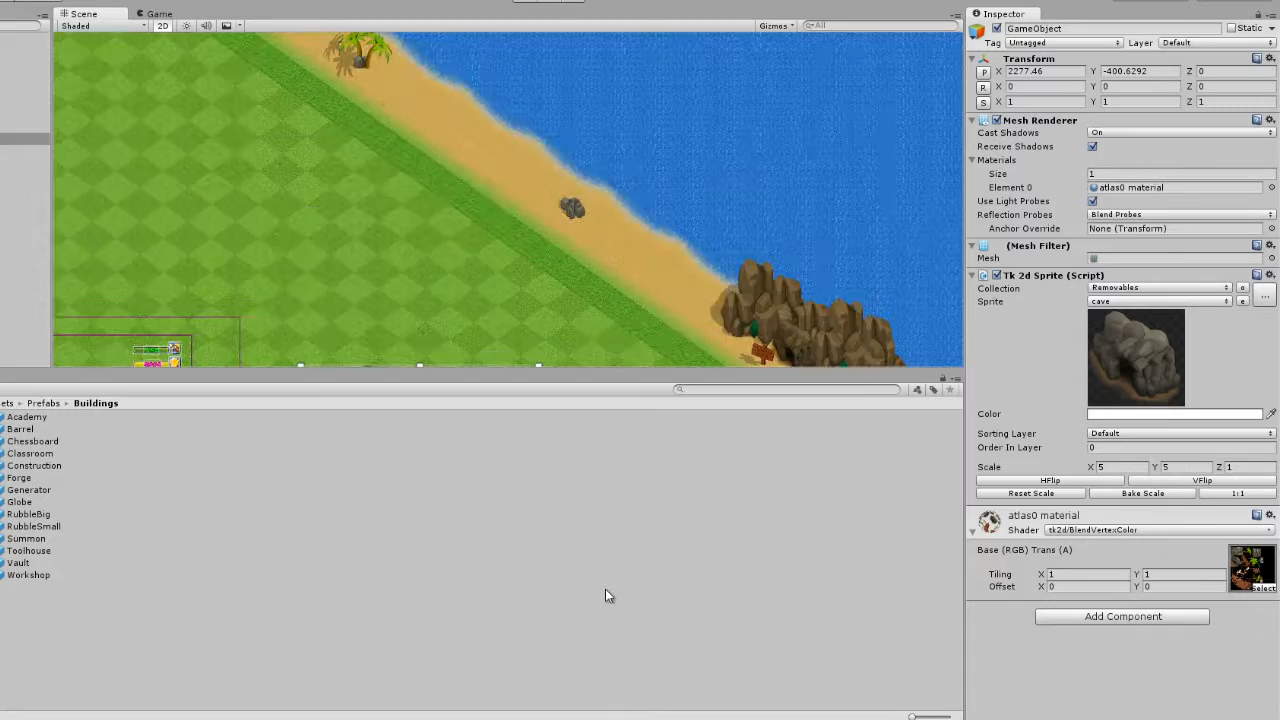 Scene
Game
Shaded
2D
Gizmos
All
ets ▸ Prefabs ▸ Buildings
Academy
Barrel
Chessboard
Classroom
Construction
Forge
Generator
Globe
RubbleBig
RubbleSmall
Summon
Toolhouse
Vault
Workshop
Inspector
GameObject
Static
Tag Untagged Layer Default
Transform
P X 2277.46 Y -400.6292 Z 0
R X 0 Y 0 Z 0
S X 1 Y 1 Z 1
Mesh Renderer
Cast Shadows On
Receive Shadows
Materials
Size 1
Element 0 atlas0 material
Use Light Probes
Reflection Probes Blend Probes
Anchor Override None (Transform)
(Mesh Filter)
Mesh
Tk 2d Sprite (Script)
Collection Removables o
Sprite cave e
...
Color
Sorting Layer Default
Order In Layer 0
Scale X 5 Y 5 Z 1
HFlip VFlip
Reset Scale Bake Scale 1:1
atlas0 material
Shader tk2d/BlendVertexColor
Base (RGB) Trans (A)
Tiling X 1 Y 1
Offset X 0 Y 0
Select
Add Component